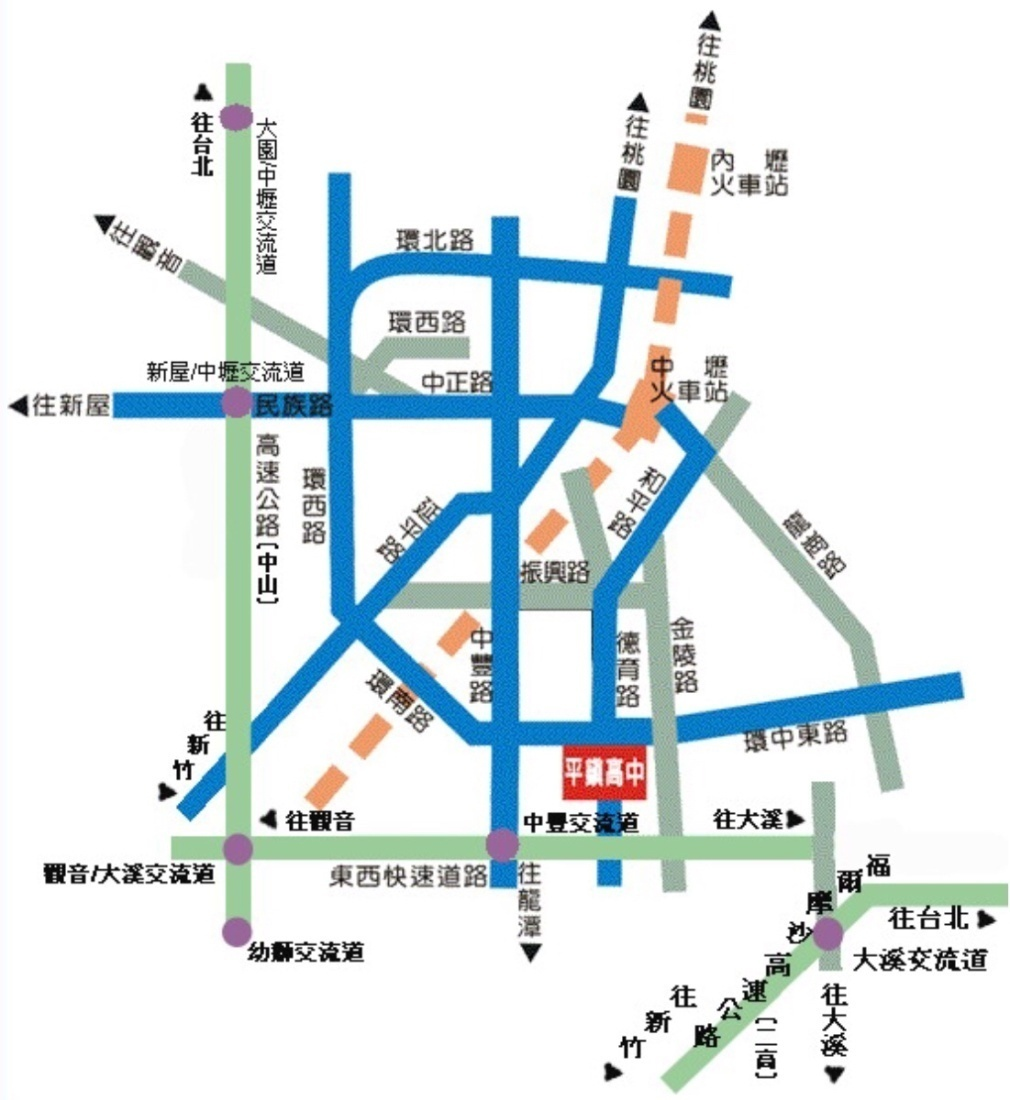 往桃園
往桃園
往台北
大園/中壢交流道
內壢
火車站
往觀音
環北路
環西路
新屋/中壢交流道
中正路
中壢
火車站
往新屋
民族路
高速公路〔中山〕
環西路
延平路
和平路
龍岡路
振興路
中豐路
德育路
金陵路
環南路
環中東路
往新竹
平鎮高中
往觀音
中豐交流道
往大溪
觀音/大溪交流道
東西快速道路
往龍潭
幼獅交流道
福爾摩沙高速公路〔二高〕
往台北
大溪交流道
往新竹
往大溪